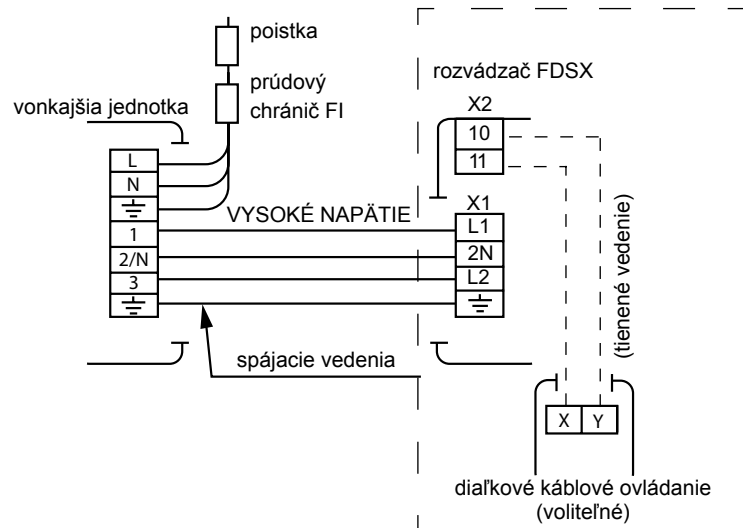 poistka
prúdový
chránič FI
vonkajšia jednotka
rozvádzač FDSX
X2
10
11
L
N
VYSOKÉ NAPÄTIE
X1
1
L1
2/N
2N
3
L2
spájacie vedenia
(tienené vedenie)
X Y
diaľkové káblové ovládanie
(voliteľné)